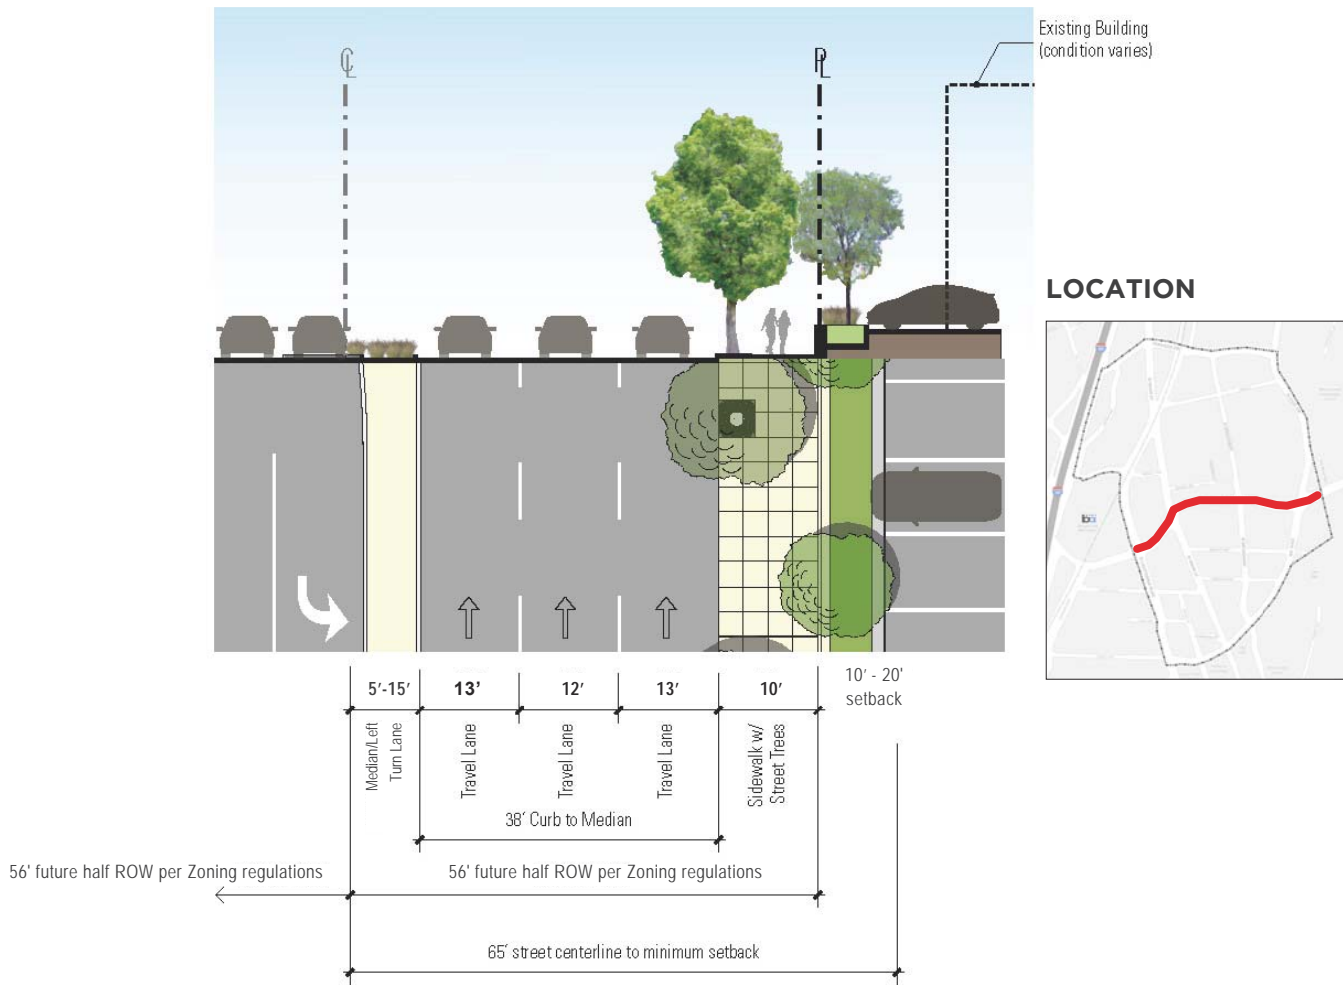 Existing Building
(condition varies)
CL
PL
LOCATION
5'-15'
13'
12'
13'
10'
10' - 20'
setback
Median/Left
Turn Lane
Travel Lane
Travel Lane
Travel Lane
Sidewalk w/
Street Trees
38' Curb to Median
56' future half ROW per Zoning regulations
56' future half ROW per Zoning regulations
65' street centerline to minimum setback